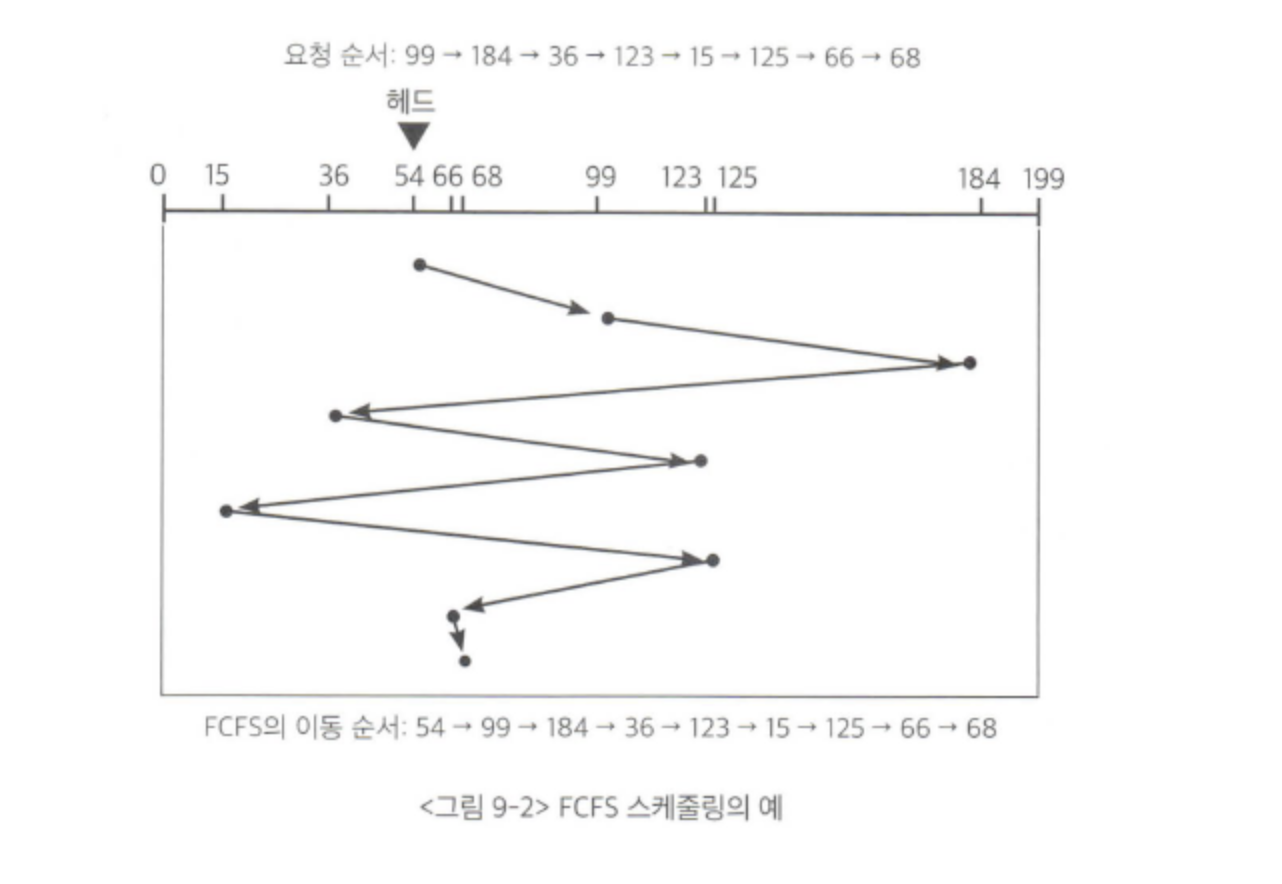 요청 순서: 99 → 184 → 36 → 123 → 15 → 125 → 66 → 68
헤드
0 15 36 54 66 68 99 123 125 184 199
FCFS의 이동 순서: 54 → 99 → 184 → 36 → 123 → 15 → 125 → 66 → 68
<그림 9-2> FCFS 스케줄링의 예